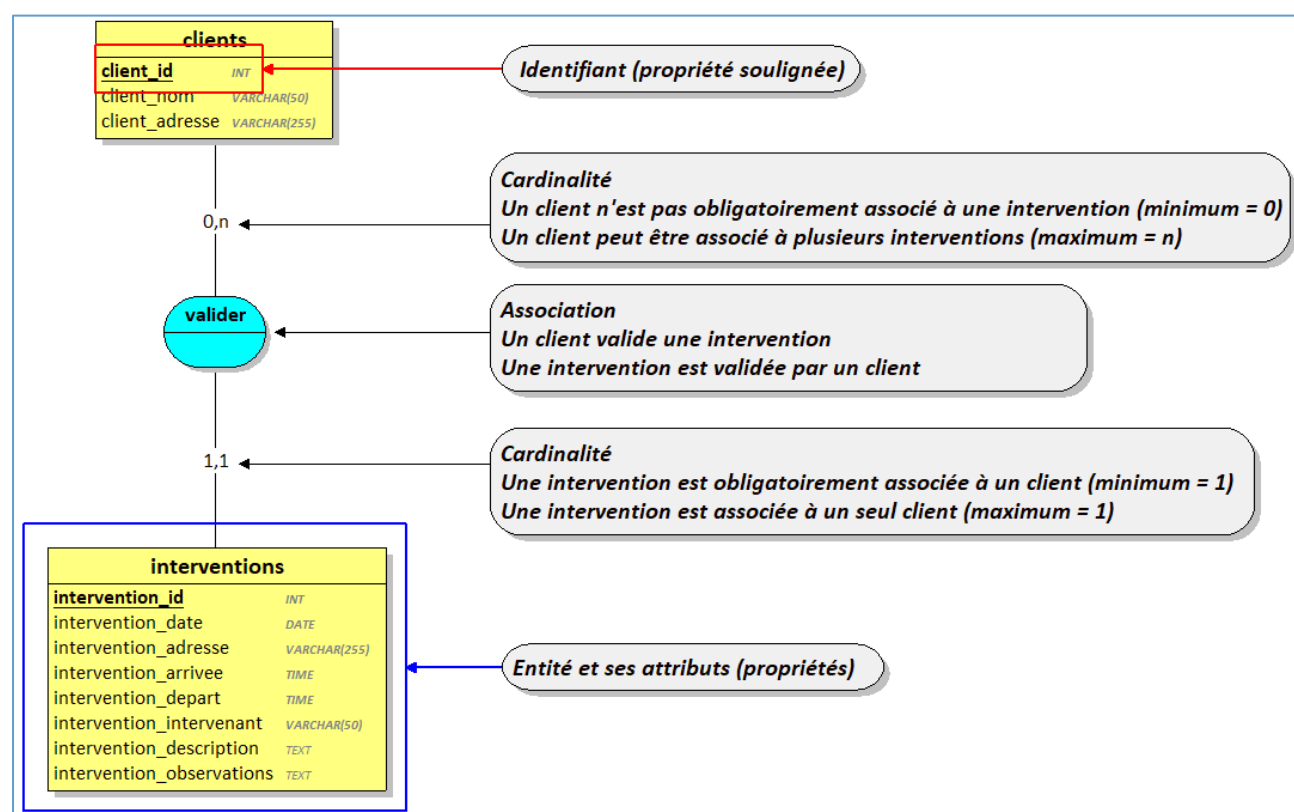 clients
client_id INT
client_nom VARCHAR(50)
client_adresse VARCHAR(255)
Identifiant (propriété soulignée)
0,n
Cardinalité
Un client n'est pas obligatoirement associé à une intervention (minimum = 0)
Un client peut être associé à plusieurs interventions (maximum = n)
valider
Association
Un client valide une intervention
Une intervention est validée par un client
1,1
Cardinalité
Une intervention est obligatoirement associée à un client (minimum = 1)
Une intervention est associée à un seul client (maximum = 1)
interventions
intervention_id INT
intervention_date DATE
intervention_adresse VARCHAR(255)
intervention_arrivee TIME
intervention_depart TIME
intervention_intervenant VARCHAR(50)
intervention_description TEXT
intervention_observations TEXT
Entité et ses attributs (propriétés)